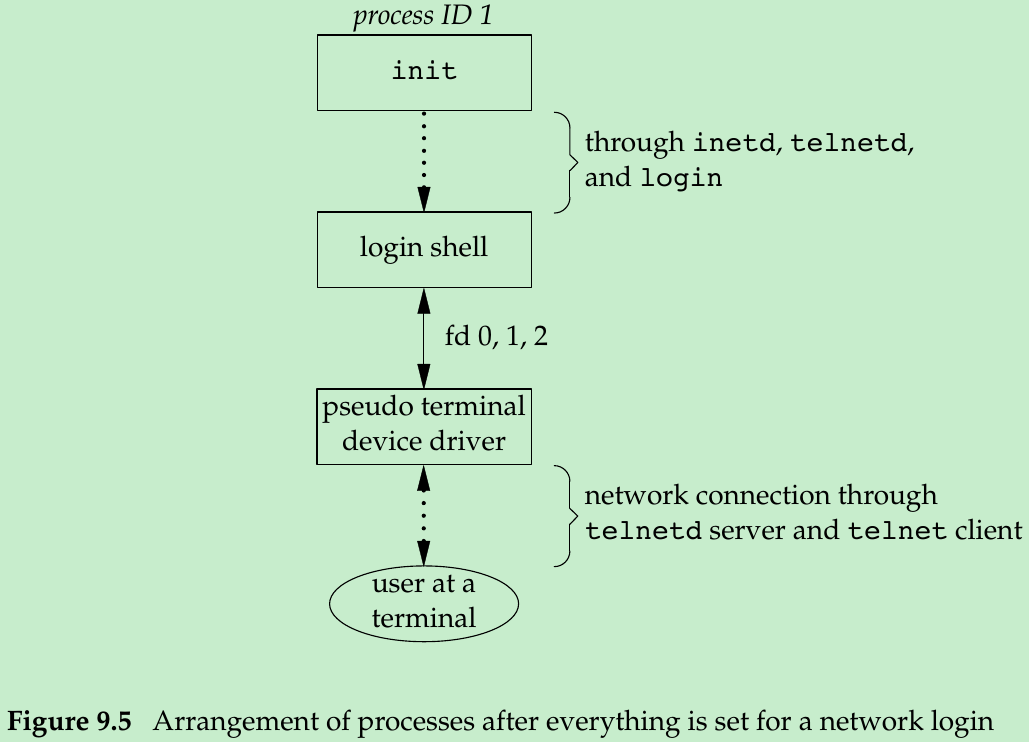 process ID 1
init
through inetd, telnetd,
and login
login shell
fd 0, 1, 2
pseudo terminal
device driver
network connection through
telnetd server and telnet client
user at a
terminal
Figure 9.5 Arrangement of processes after everything is set for a network login